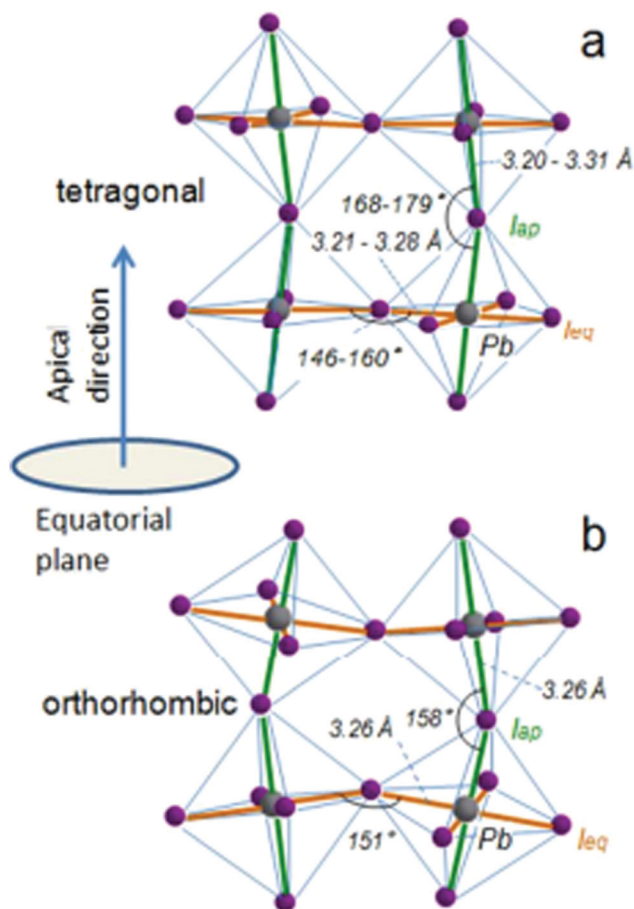 a
tetragonal
3.20 - 3.31 Å
168-179°
Iap
3.21 - 3.28 Å
Pb
Ieq
146-160°
Apical
direction
Equatorial
plane
b
orthorhombic
3.26 Å
158°
3.26 Å
Iap
151°
Pb
Ieq